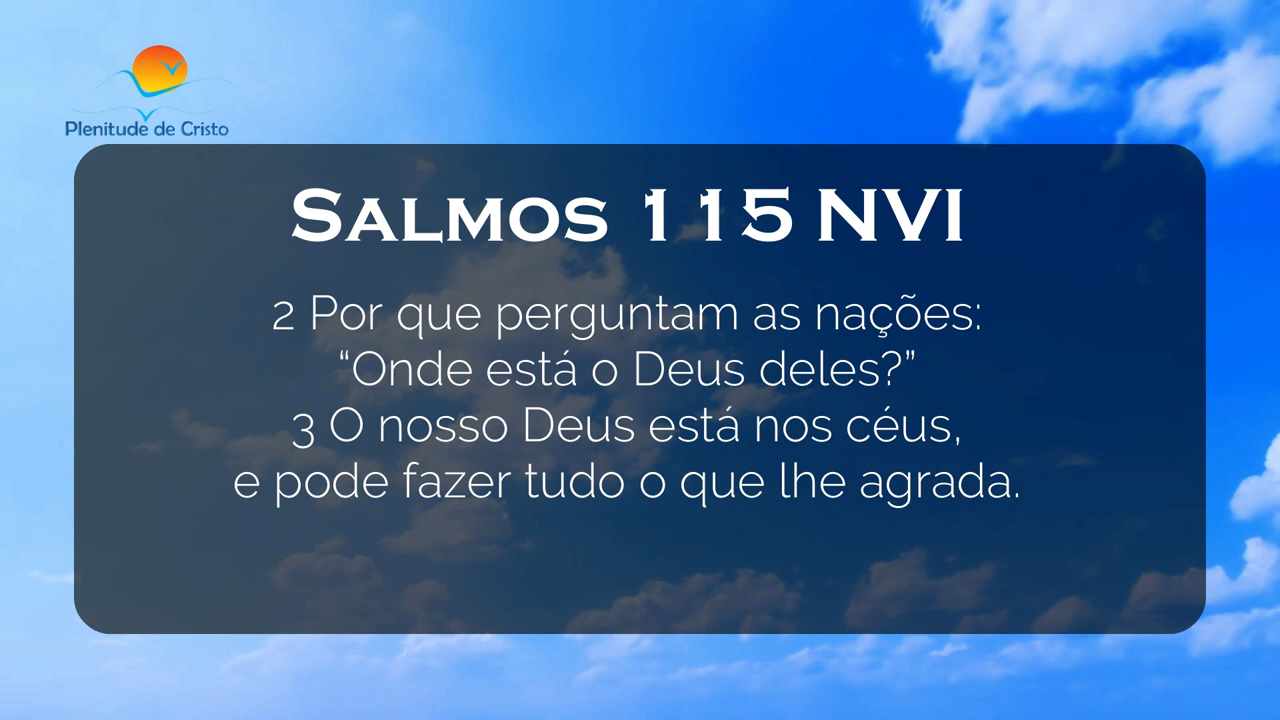 Plenitude de Cristo
Salmos 115 NVI
2 Por que perguntam as nações:
“Onde está o Deus deles?”
3 O nosso Deus está nos céus,
e pode fazer tudo o que lhe agrada.